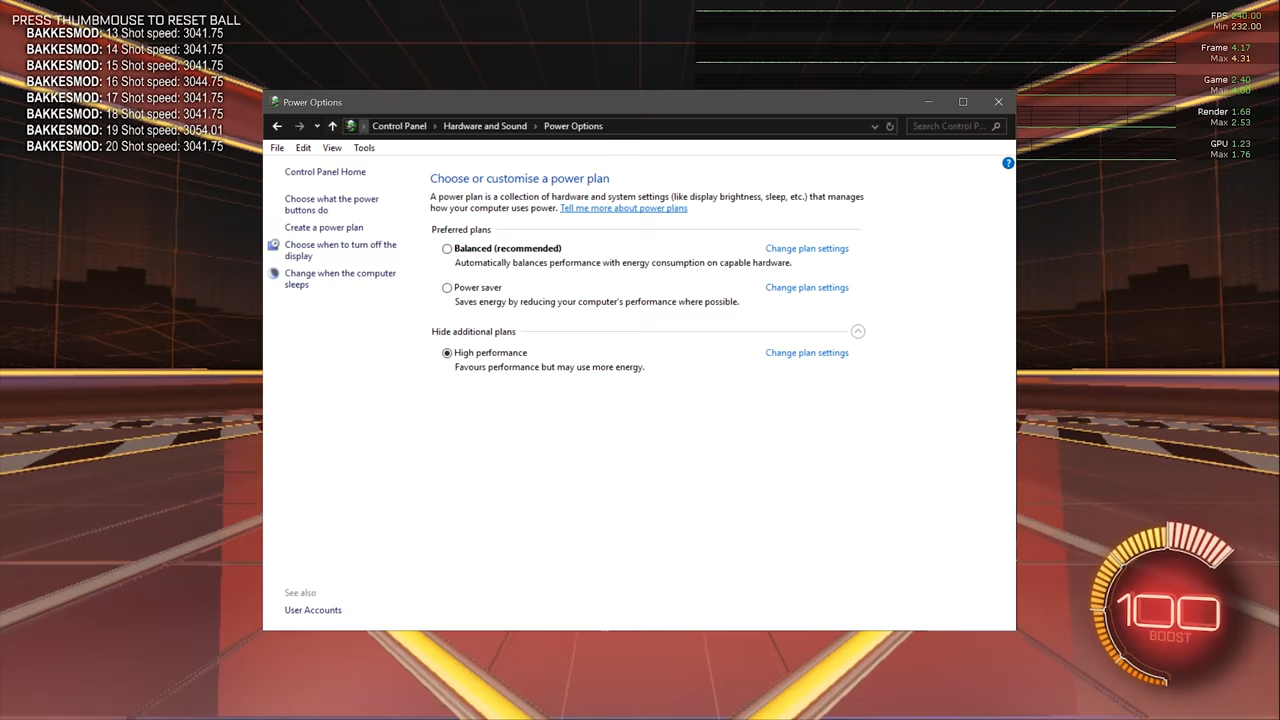 PRESS THUMBMOUSE TO RESET BALL
BAKKESMOD: 13 Shot speed: 3041.75
BAKKESMOD: 14 Shot speed: 3041.75
BAKKESMOD: 15 Shot speed: 3041.75
BAKKESMOD: 16 Shot speed: 3044.75
BAKKESMOD: 17 Shot speed: 3041.75
BAKKESMOD: 18 Shot speed: 3041.75
BAKKESMOD: 19 Shot speed: 3054.01
BAKKESMOD: 20 Shot speed: 3041.75
FPS 240.00
Min 232.00
Frame 4.17
Max 4.31
Game 2.40
Max 4.00
Render 1.68
Max 2.53
GPU 1.23
Max 1.76
Power Options
Control Panel > Hardware and Sound > Power Options
Search Control P...
File Edit View Tools
Control Panel Home
Choose what the power
buttons do
Create a power plan
Choose when to turn off the
display
Change when the computer
sleeps
See also
User Accounts
Choose or customise a power plan
A power plan is a collection of hardware and system settings (like display brightness, sleep, etc.) that manages
how your computer uses power. Tell me more about power plans
Preferred plans
Balanced (recommended) Change plan settings
Automatically balances performance with energy consumption on capable hardware.
Power saver Change plan settings
Saves energy by reducing your computer's performance where possible.
Hide additional plans
High performance Change plan settings
Favours performance but may use more energy.
100
BOOST